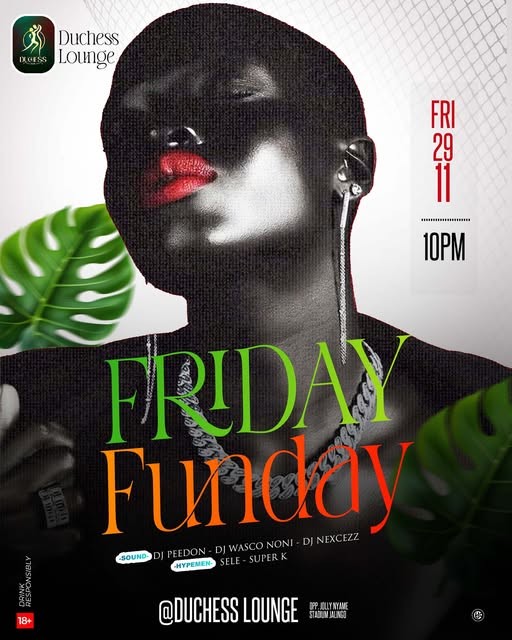 DUCHESS
Duchess
Lounge
FRI
29
11
10PM
FRIDAY
Funday
-SOUND- DJ PEEDON - DJ WASCO NONI - DJ NEXCEZZ
-HYPEMEN- SELE - SUPER K
DRINK
RESPONSIBLY
18+
@DUCHESS LOUNGE
OPP. JOLLY NYAME
STADIUM JALINGO